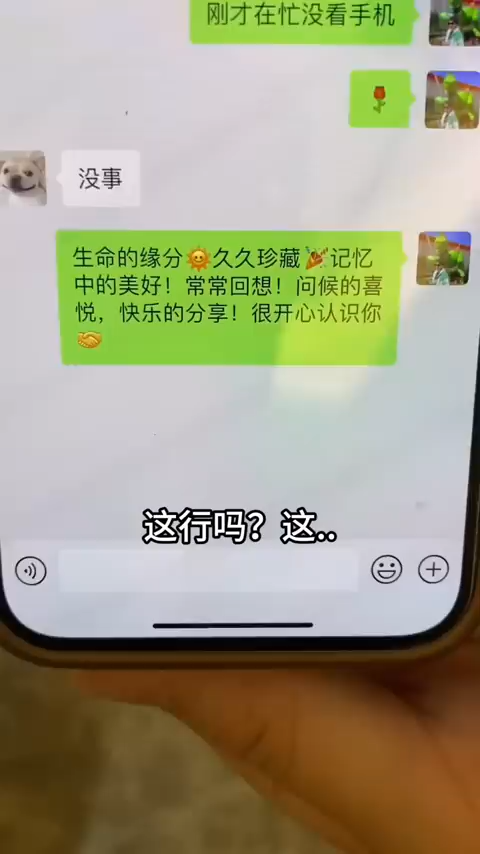 刚才在忙没看手机
🌹
没事
生命的缘分🌞久久珍藏🎉记忆
中的美好！常常回想！问候的喜
悦，快乐的分享！很开心认识你
🤝
这行吗？这..